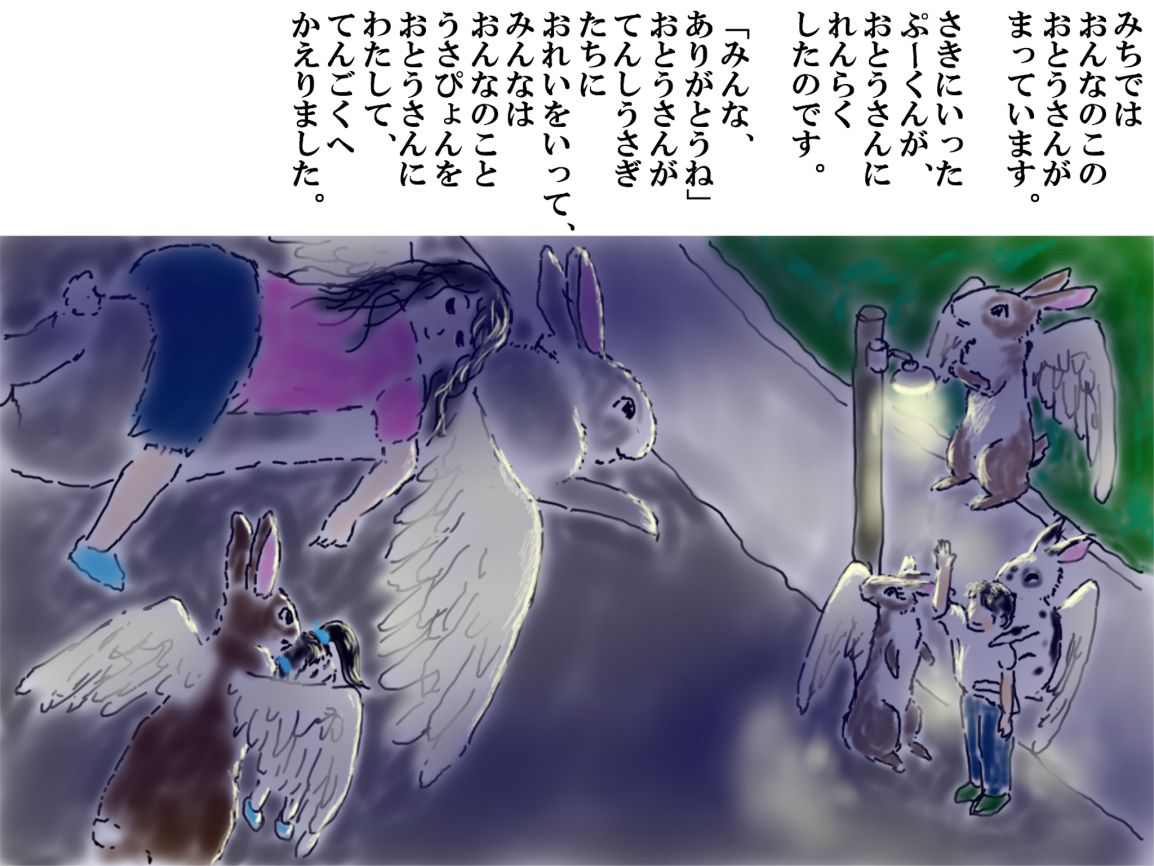 みちでは
おんなのこの
おとうさんが
まっています。
さきにいった
ぷーくんが、
おとうさんに
れんらく
したのです。
「みんな、
ありがとうね」
おとうさんが
てんしうさぎ
たちに
おれいをいって、
みんなは
おんなのこと
うさぴょんを
おとうさんに
わたして、
てんごくへ
かえりました。